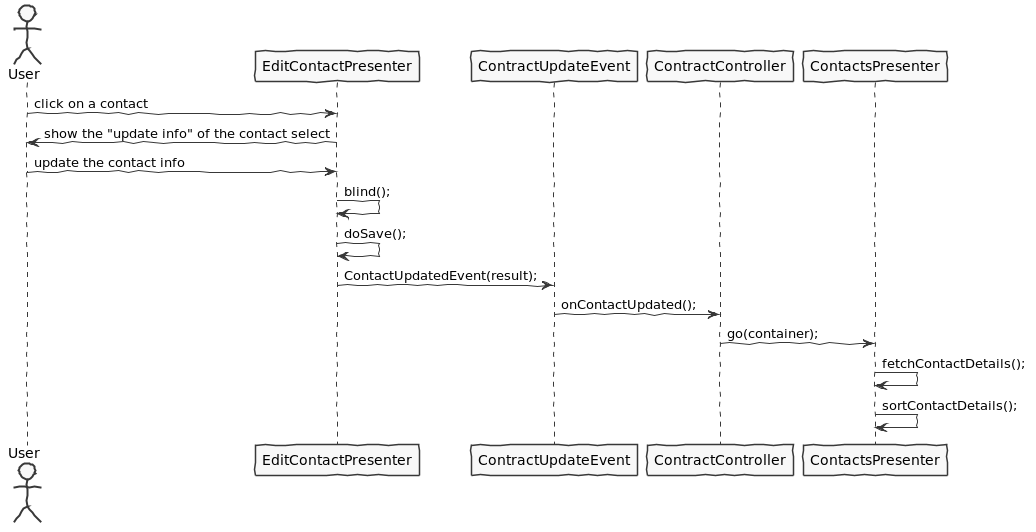 User
EditContactPresenter
ContractUpdateEvent
ContractController
ContactsPresenter
click on a contact
show the "update info" of the contact select
update the contact info
blind();
doSave();
ContactUpdatedEvent(result);
onContactUpdated();
go(container);
fetchContactDetails();
sortContactDetails();
User
EditContactPresenter
ContractUpdateEvent
ContractController
ContactsPresenter